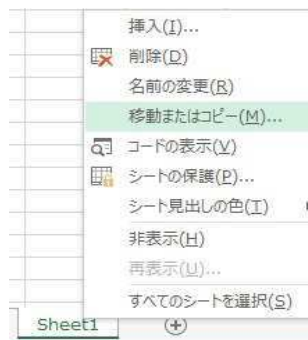 挿入(I)...
削除(D)
名前の変更(R)
移動またはコピー(M)...
コードの表示(V)
シートの保護(P)...
シート見出しの色(T)
非表示(H)
再表示(U)...
すべてのシートを選択(S)
Sheet1